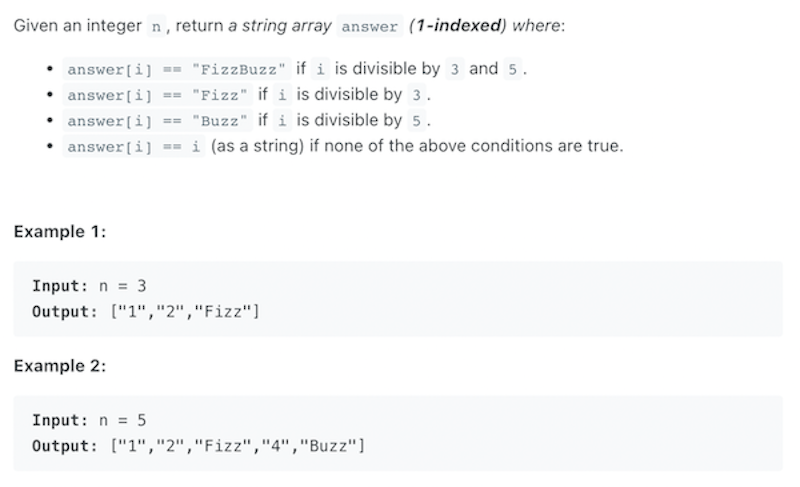 Given an integer n, return a string array answer (1-indexed) where:
• answer[i] == "FizzBuzz" if i is divisible by 3 and 5.
• answer[i] == "Fizz" if i is divisible by 3.
• answer[i] == "Buzz" if i is divisible by 5.
• answer[i] == i (as a string) if none of the above conditions are true.
Example 1:
Input: n = 3
Output: ["1","2","Fizz"]
Example 2:
Input: n = 5
Output: ["1","2","Fizz","4","Buzz"]